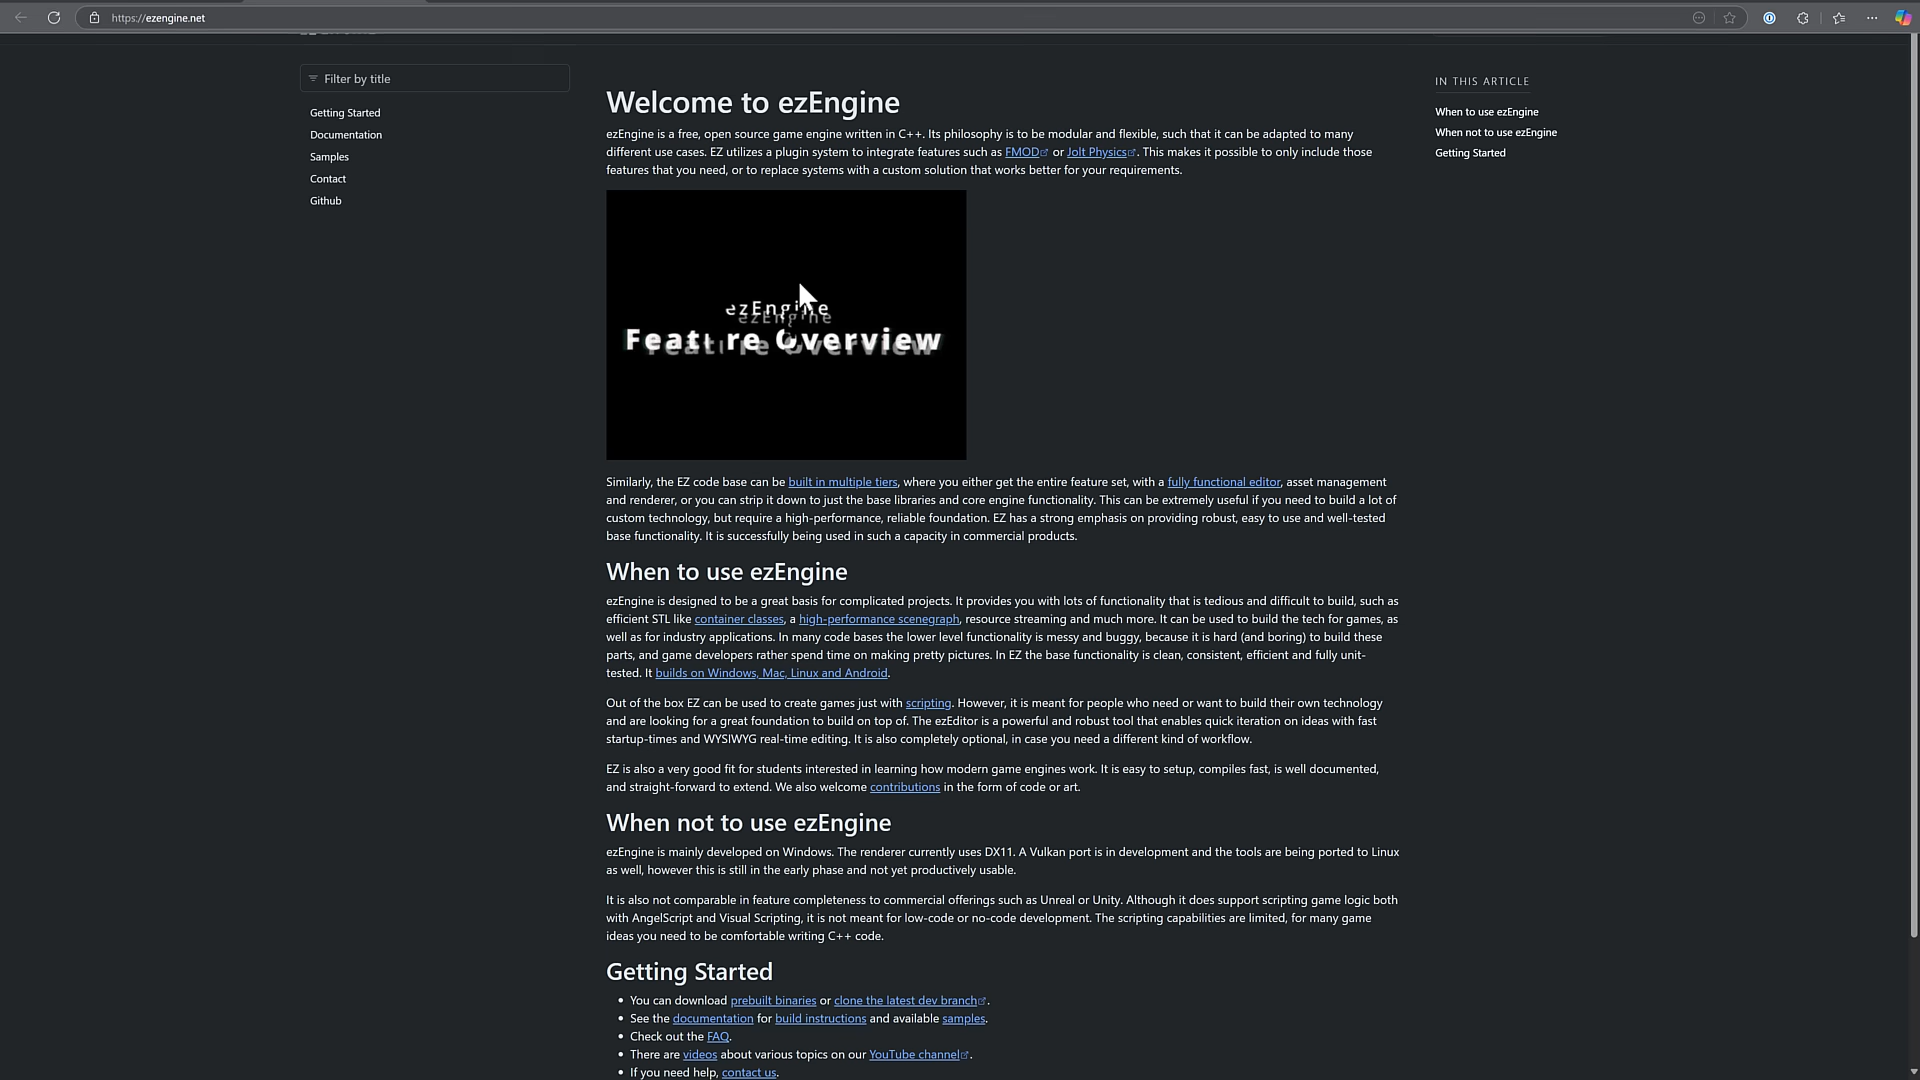 https://ezengine.net
Filter by title
Getting Started
Documentation
Samples
Contact
Github
Welcome to ezEngine
ezEngine is a free, open source game engine written in C++. Its philosophy is to be modular and flexible, such that it can be adapted to many
different use cases. EZ utilizes a plugin system to integrate features such as FMOD or Jolt Physics. This makes it possible to only include those
features that you need, or to replace systems with a custom solution that works better for your requirements.
ezEngine
ezEngine
Feature Overview
Feature Overview
Similarly, the EZ code base can be built in multiple tiers, where you either get the entire feature set, with a fully functional editor, asset management
and renderer, or you can strip it down to just the base libraries and core engine functionality. This can be extremely useful if you need to build a lot of
custom technology, but require a high-performance, reliable foundation. EZ has a strong emphasis on providing robust, easy to use and well-tested
base functionality. It is successfully being used in such a capacity in commercial products.
When to use ezEngine
ezEngine is designed to be a great basis for complicated projects. It provides you with lots of functionality that is tedious and difficult to build, such as
efficient STL like container classes, a high-performance scenegraph, resource streaming and much more. It can be used to build the tech for games, as
well as for industry applications. In many code bases the lower level functionality is messy and buggy, because it is hard (and boring) to build these
parts, and game developers rather spend time on making pretty pictures. In EZ the base functionality is clean, consistent, efficient and fully unit-
tested. It builds on Windows, Mac, Linux and Android.
Out of the box EZ can be used to create games just with scripting. However, it is meant for people who need or want to build their own technology
and are looking for a great foundation to build on top of. The ezEditor is a powerful and robust tool that enables quick iteration on ideas with fast
startup-times and WYSIWYG real-time editing. It is also completely optional, in case you need a different kind of workflow.
EZ is also a very good fit for students interested in learning how modern game engines work. It is easy to setup, compiles fast, is well documented,
and straight-forward to extend. We also welcome contributions in the form of code or art.
When not to use ezEngine
ezEngine is mainly developed on Windows. The renderer currently uses DX11. A Vulkan port is in development and the tools are being ported to Linux
as well, however this is still in the early phase and not yet productively usable.
It is also not comparable in feature completeness to commercial offerings such as Unreal or Unity. Although it does support scripting game logic both
with AngelScript and Visual Scripting, it is not meant for low-code or no-code development. The scripting capabilities are limited, for many game
ideas you need to be comfortable writing C++ code.
Getting Started
• You can download prebuilt binaries or clone the latest dev branch.
• See the documentation for build instructions and available samples.
• Check out the FAQ.
• There are videos about various topics on our YouTube channel.
• If you need help, contact us.
IN THIS ARTICLE
When to use ezEngine
When not to use ezEngine
Getting Started